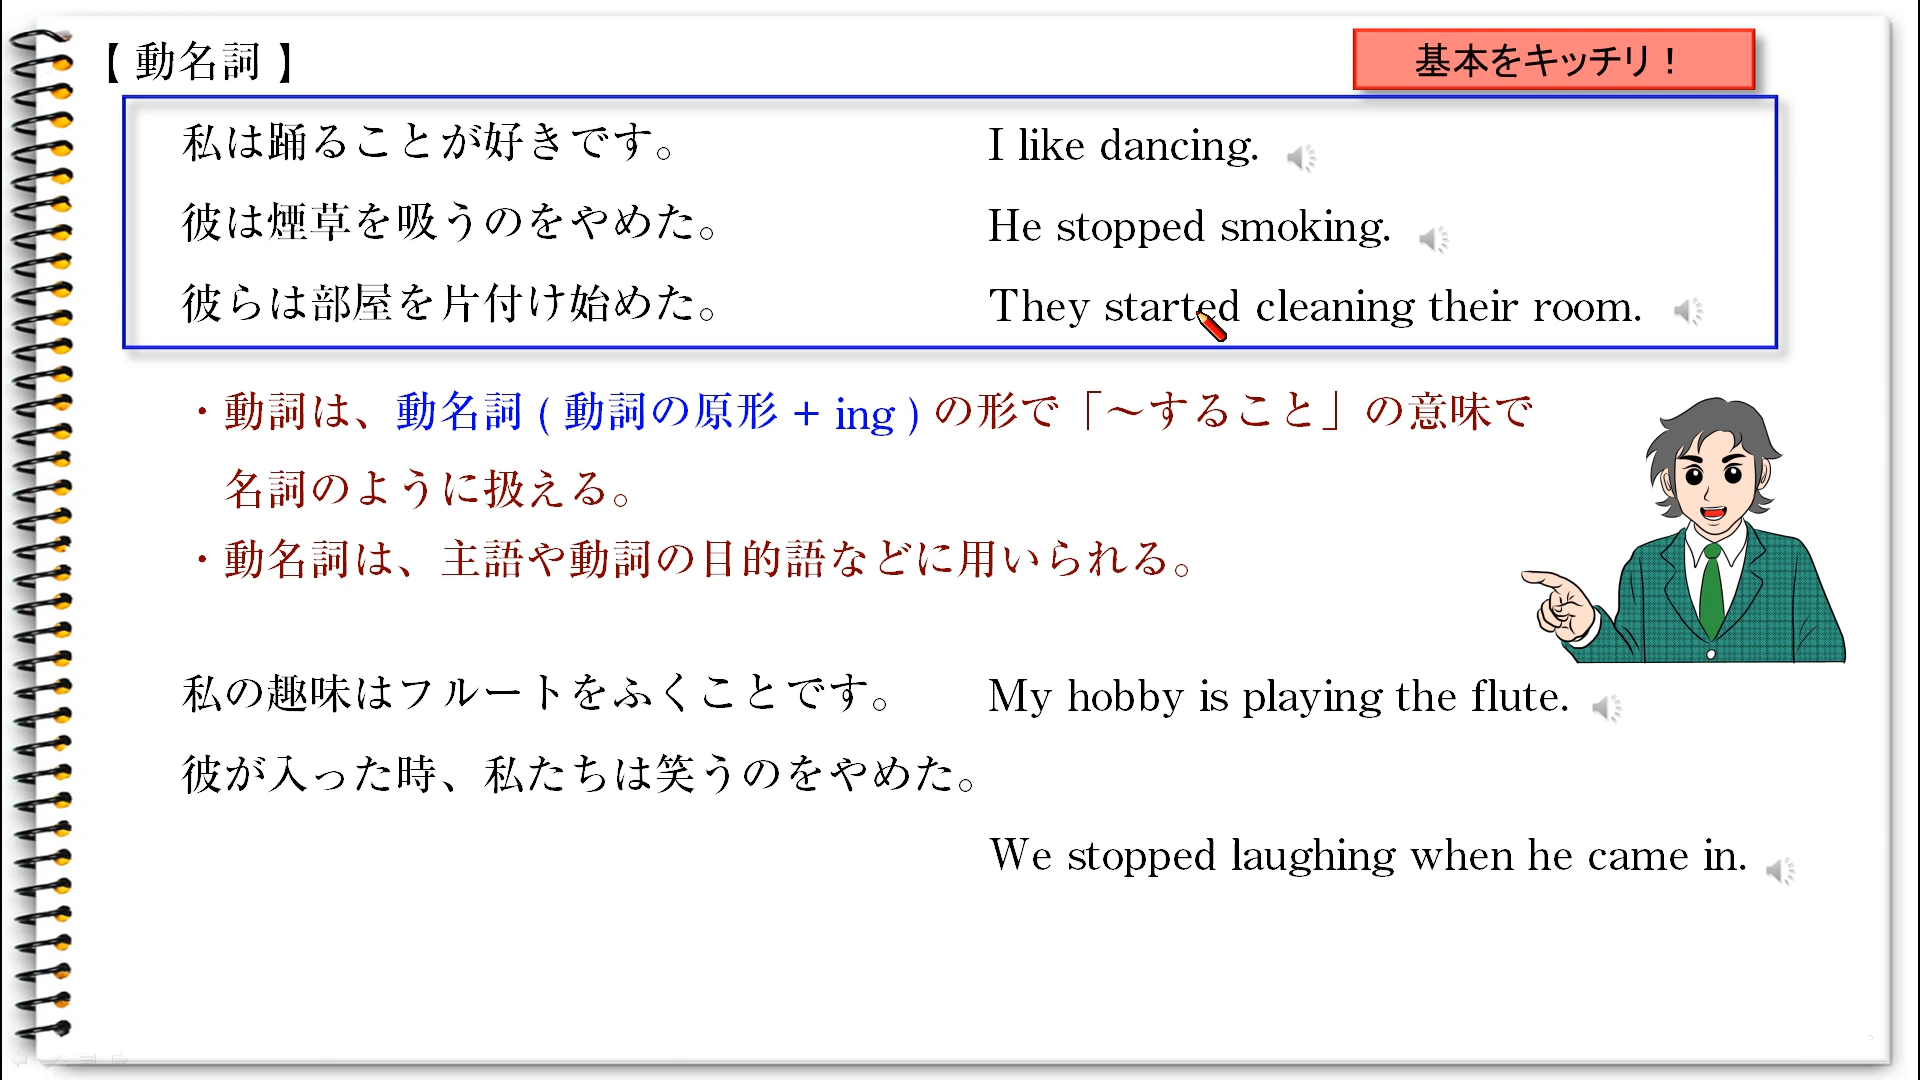 【 動名詞 】
基本をキッチリ！
私は踊ることが好きです。 I like dancing.
彼は煙草を吸うのをやめた。 He stopped smoking.
彼らは部屋を片付け始めた。 They started cleaning their room.
・動詞は、動名詞 ( 動詞の原形 + ing ) の形で「～すること」の意味で
名詞のように扱える。
・動名詞は、主語や動詞の目的語などに用いられる。
私の趣味はフルートをふくことです。 My hobby is playing the flute.
彼が入った時、私たちは笑うのをやめた。
We stopped laughing when he came in.